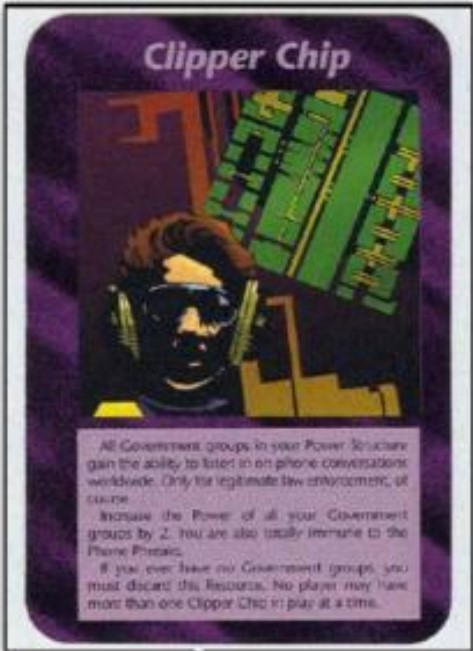 Clipper Chip
All Government groups in your Power Structure
gain the ability to listen in on phone conversations
worldwide. Only for legitimate law enforcement, of
course.
Increase the Power of all your Government
groups by 2. You are also totally immune to the
Phone Phreaks.
If you ever have no Government groups, you
must discard this Resource. No player may have
more than one Clipper Chip in play at a time.